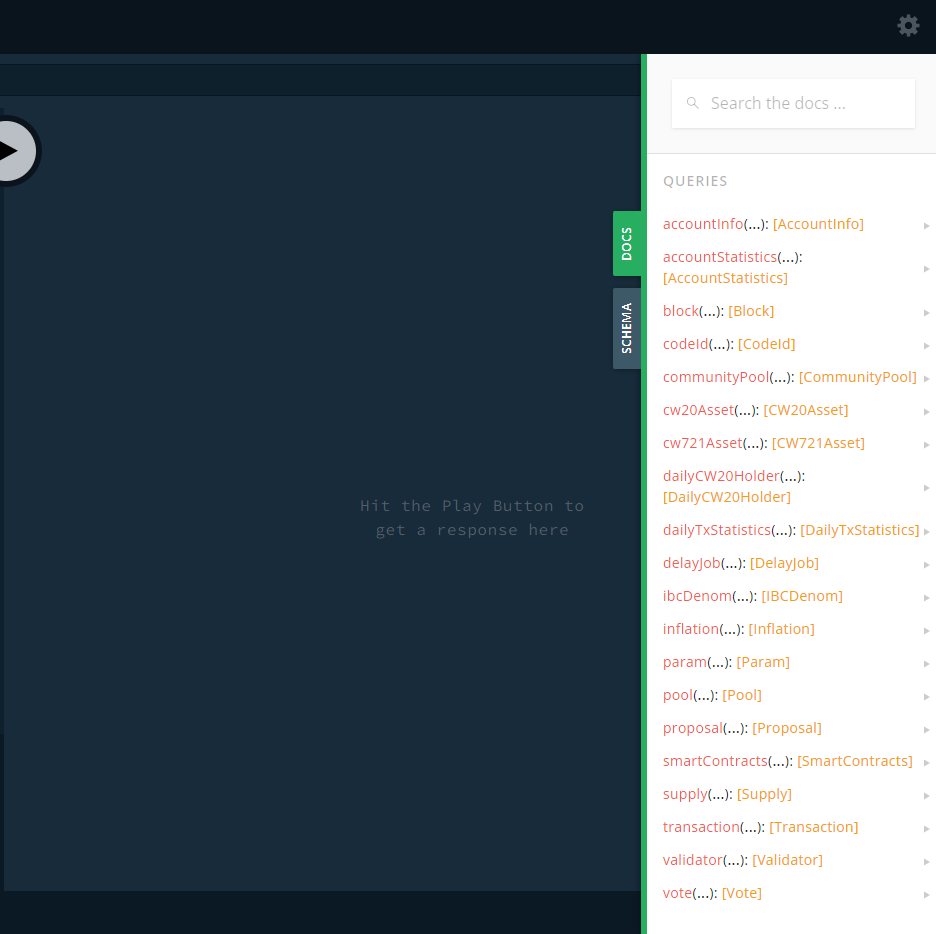 Search the docs ...
QUERIES
accountInfo(...): [AccountInfo]
accountStatistics(...):
[AccountStatistics]
block(...): [Block]
codeId(...): [CodeId]
communityPool(...): [CommunityPool]
cw20Asset(...): [CW20Asset]
cw721Asset(...): [CW721Asset]
dailyCW20Holder(...):
[DailyCW20Holder]
dailyTxStatistics(...): [DailyTxStatistics]
delayJob(...): [DelayJob]
ibcDenom(...): [IBCDenom]
inflation(...): [Inflation]
param(...): [Param]
pool(...): [Pool]
proposal(...): [Proposal]
smartContracts(...): [SmartContracts]
supply(...): [Supply]
transaction(...): [Transaction]
validator(...): [Validator]
vote(...): [Vote]
DOCS
SCHEMA
Hit the Play Button to
get a response here